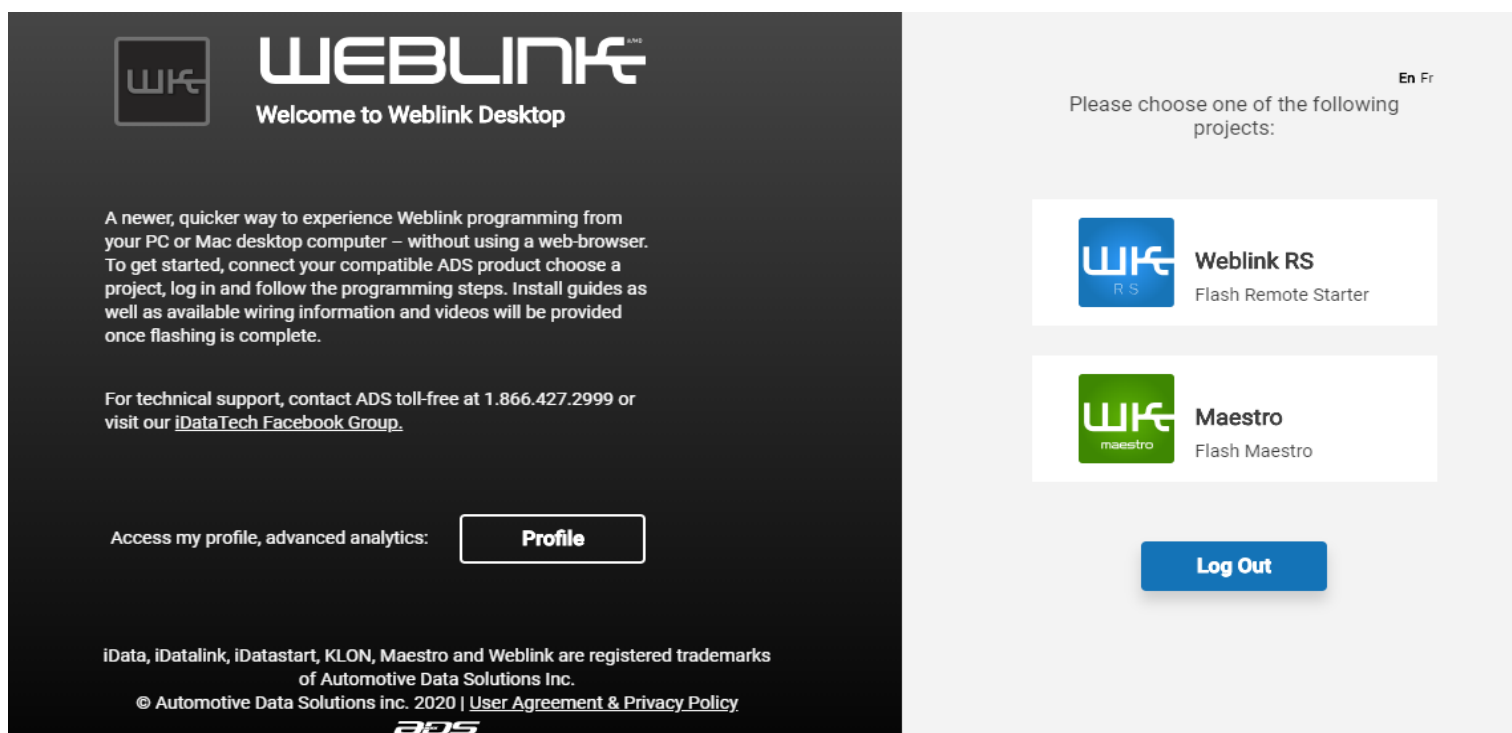 WK
WEBLINK
Welcome to Weblink Desktop
A newer, quicker way to experience Weblink programming from
your PC or Mac desktop computer – without using a web-browser.
To get started, connect your compatible ADS product choose a
project, log in and follow the programming steps. Install guides as
well as available wiring information and videos will be provided
once flashing is complete.
For technical support, contact ADS toll-free at 1.866.427.2999 or
visit our iDataTech Facebook Group.
Access my profile, advanced analytics:
Profile
iData, iDatalink, iDatastart, KLON, Maestro and Weblink are registered trademarks
of Automotive Data Solutions Inc.
© Automotive Data Solutions inc. 2020 | User Agreement & Privacy Policy
ADS
En Fr
Please choose one of the following
projects:
WK
RS
Weblink RS
Flash Remote Starter
WK
maestro
Maestro
Flash Maestro
Log Out